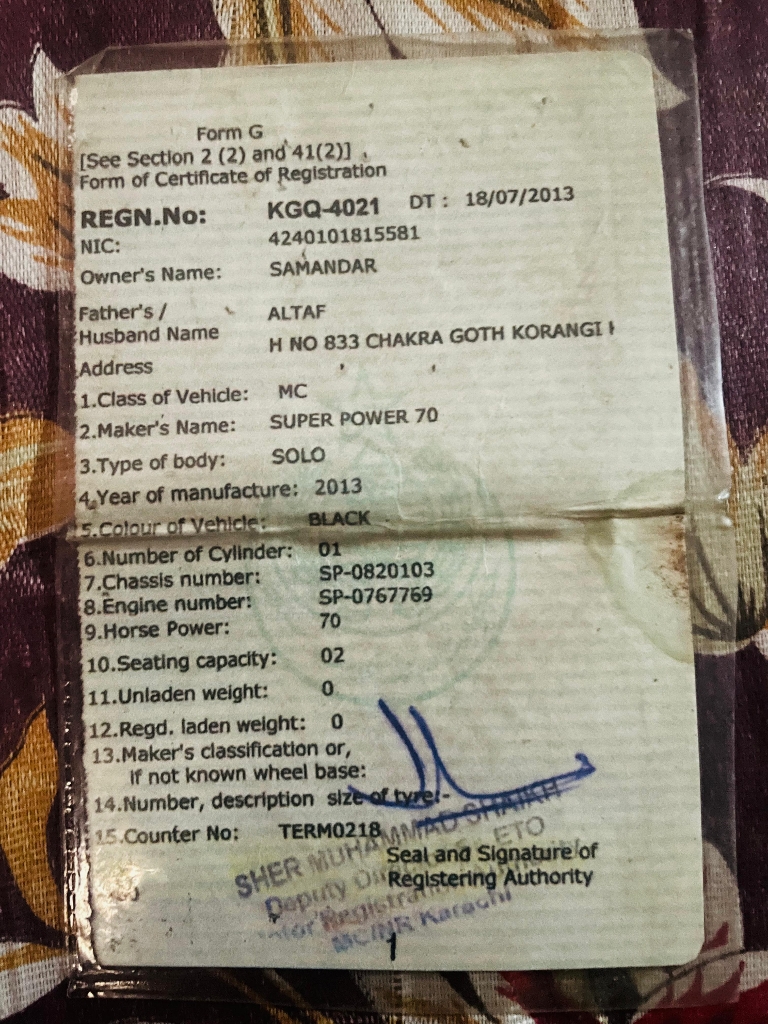 Form G
[See Section 2 (2) and 41(2)]
Form of Certificate of Registration
REGN.No: KGQ-4021 DT : 18/07/2013
NIC: 4240101815581
Owner's Name: SAMANDAR
Father's / ALTAF
Husband Name
H NO 833 CHAKRA GOTH KORANGI
Address
1.Class of Vehicle: MC
2.Maker's Name: SUPER POWER 70
3.Type of body: SOLO
4.Year of manufacture: 2013
5.Colour of Vehicle: BLACK
6.Number of Cylinder: 01
7.Chassis number: SP-0820103
8.Engine number: SP-0767769
9.Horse Power: 70
10.Seating capacity: 02
11.Unladen weight: 0
12.Regd. laden weight: 0
13.Maker's classification or,
if not known wheel base:
14.Number, description size of tyre:-
15.Counter No: TERM0218
SHER MUHAMMAD SHAIKH
Deputy ETO
Seal and Signature of
Registering Authority
MC/NR Karachi
1